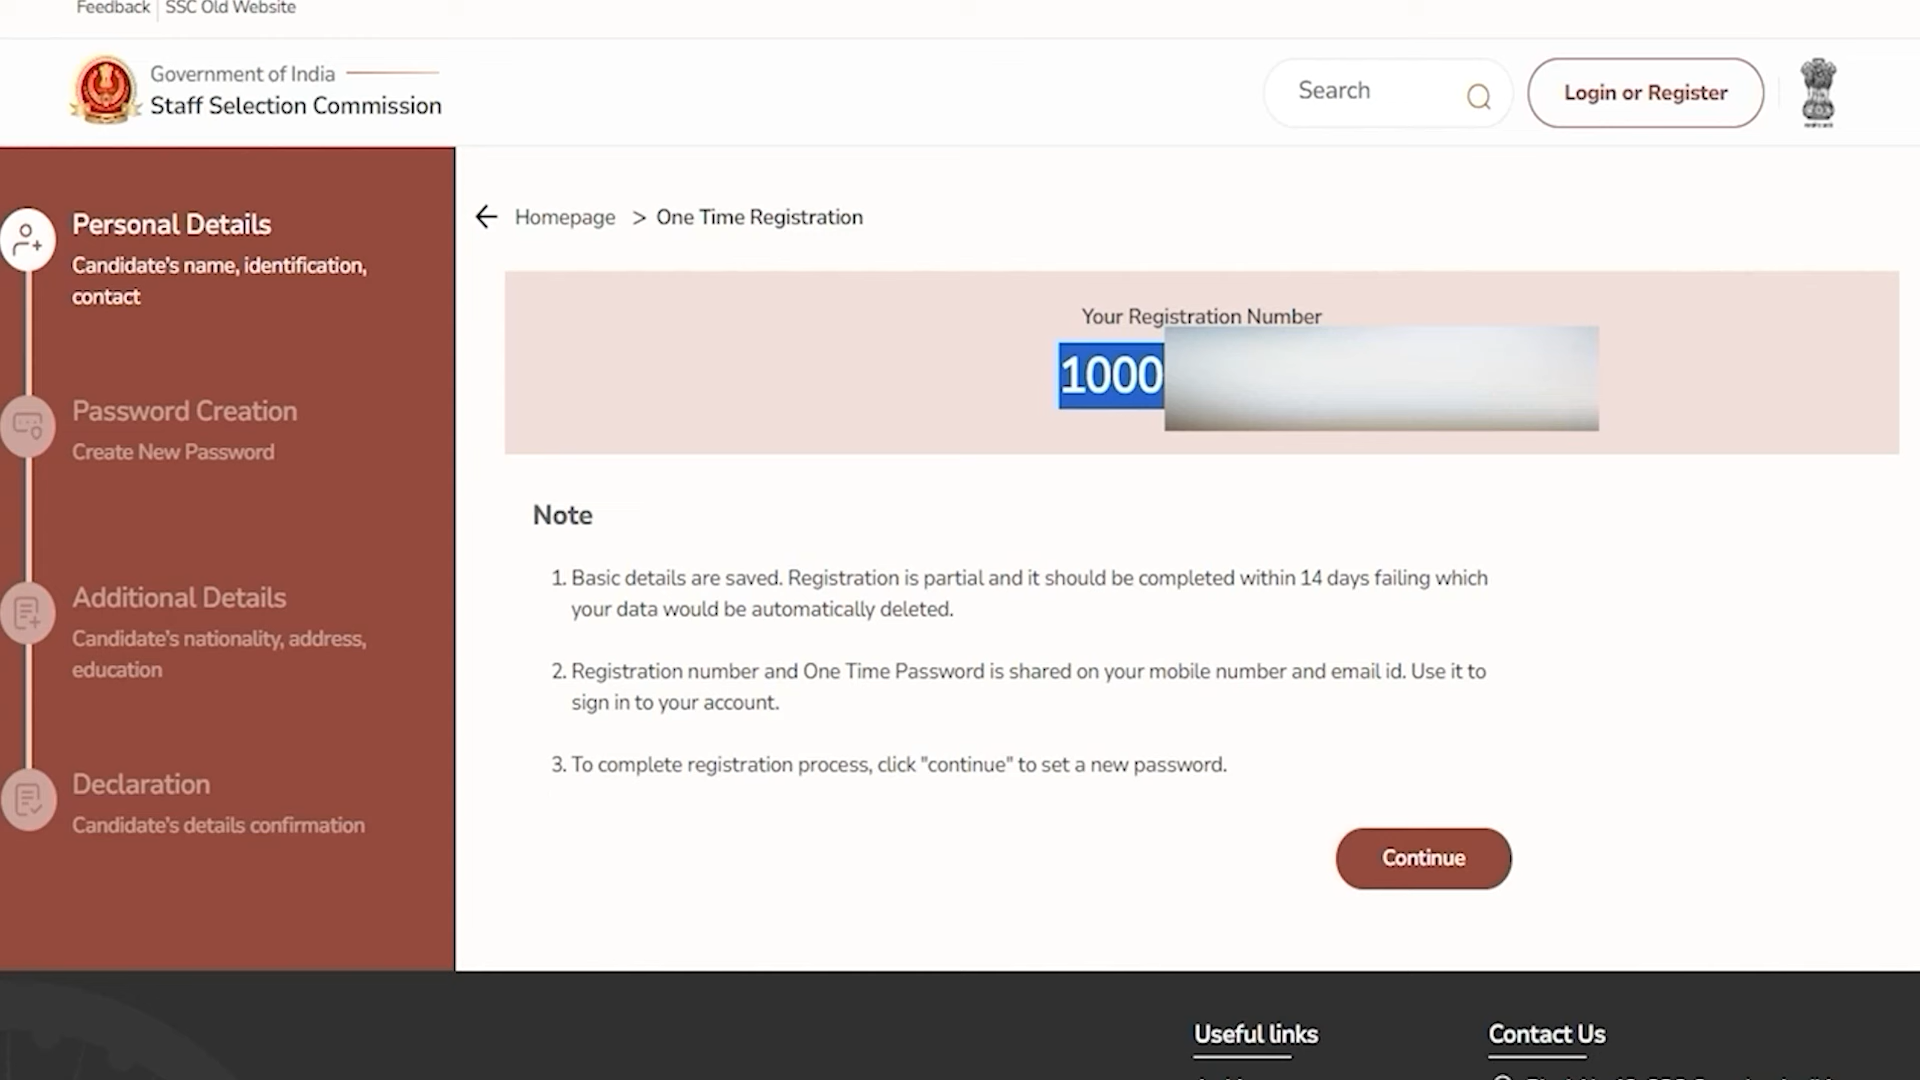 Feedback SSC Old Website
Government of India
Staff Selection Commission
Search
Login or Register
Personal Details
Candidate's name, identification,
contact
Password Creation
Create New Password
Additional Details
Candidate's nationality, address,
education
Declaration
Candidate's details confirmation
Homepage > One Time Registration
Your Registration Number
1000
Note
1. Basic details are saved. Registration is partial and it should be completed within 14 days failing which
your data would be automatically deleted.
2. Registration number and One Time Password is shared on your mobile number and email id. Use it to
sign in to your account.
3. To complete registration process, click "continue" to set a new password.
Continue
Useful links
Contact Us